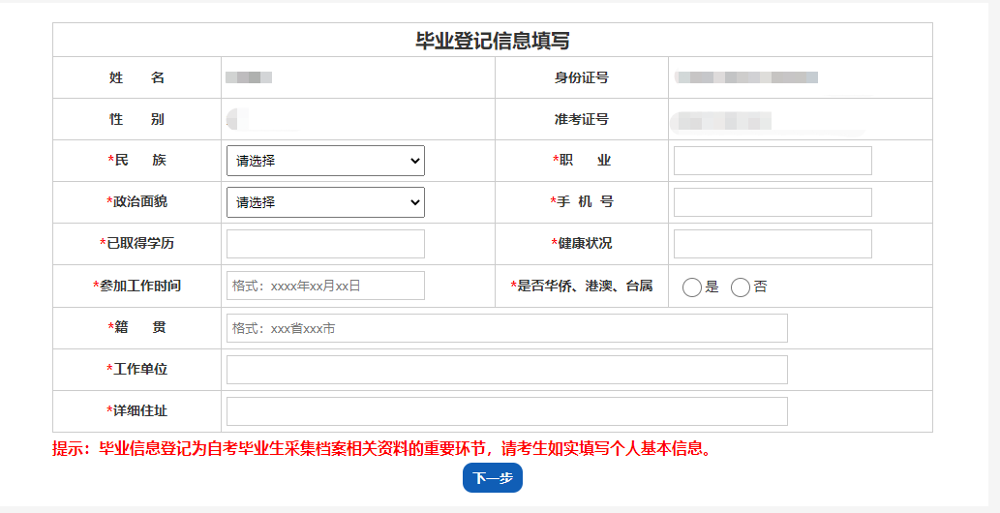 毕业登记信息填写
姓 名 身份证号
性 别 准考证号
*民 族 请选择 *职 业
*政治面貌 请选择 *手 机 号
*已取得学历 *健康状况
*参加工作时间 格式：xxxx年xx月xx日 *是否华侨、港澳、台属 是 否
*籍 贯 格式：xxx省xxx市
*工作单位
*详细住址
提示：毕业信息登记为自考毕业生采集档案相关资料的重要环节，请考生如实填写个人基本信息。
下一步